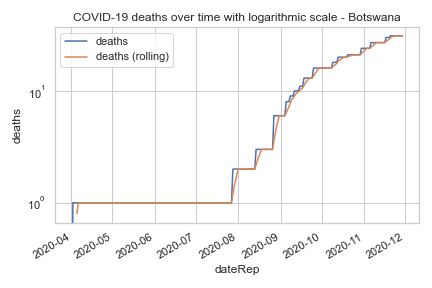 COVID-19 deaths over time with logarithmic scale - Botswana
deaths
deaths (rolling)
deaths
10¹
10⁰
2020-04
2020-05
2020-06
2020-07
2020-08
2020-09
2020-10
2020-11
2020-12
dateRep